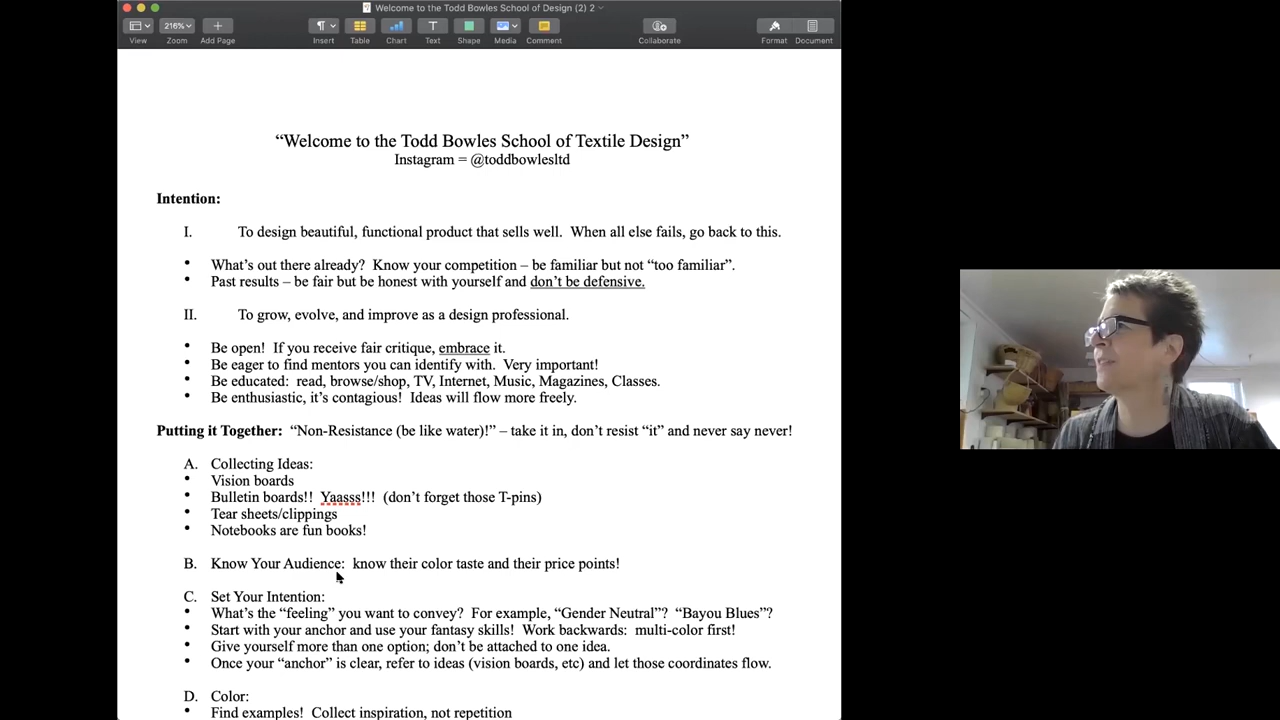 Welcome to the Todd Bowles School of Design (2) 2
216%
View Zoom Add Page Insert Table Chart Text Shape Media Comment Collaborate Format Document
“Welcome to the Todd Bowles School of Textile Design”
Instagram = @toddbowlesltd
Intention:
I. To design beautiful, functional product that sells well. When all else fails, go back to this.
• What’s out there already? Know your competition – be familiar but not “too familiar”.
• Past results – be fair but be honest with yourself and don’t be defensive.
II. To grow, evolve, and improve as a design professional.
• Be open! If you receive fair critique, embrace it.
• Be eager to find mentors you can identify with. Very important!
• Be educated: read, browse/shop, TV, Internet, Music, Magazines, Classes.
• Be enthusiastic, it’s contagious! Ideas will flow more freely.
Putting it Together: “Non-Resistance (be like water)!” – take it in, don’t resist “it” and never say never!
A. Collecting Ideas:
• Vision boards
• Bulletin boards!! Yaasss!!! (don’t forget those T-pins)
• Tear sheets/clippings
• Notebooks are fun books!
B. Know Your Audience: know their color taste and their price points!
C. Set Your Intention:
• What’s the “feeling” you want to convey? For example, “Gender Neutral”? “Bayou Blues”?
• Start with your anchor and use your fantasy skills! Work backwards: multi-color first!
• Give yourself more than one option; don’t be attached to one idea.
• Once your “anchor” is clear, refer to ideas (vision boards, etc) and let those coordinates flow.
D. Color:
• Find examples! Collect inspiration, not repetition